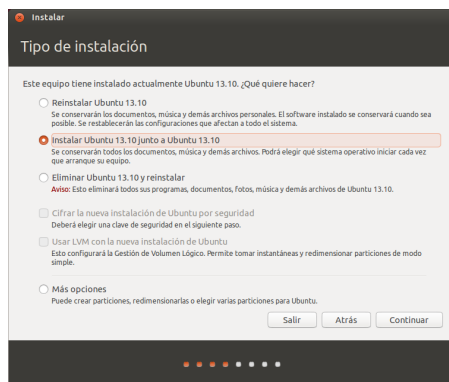 Instalar
Tipo de instalación
Este equipo tiene instalado actualmente Ubuntu 13.10. ¿Qué quiere hacer?
Reinstalar Ubuntu 13.10
Se conservarán los documentos, música y demás archivos personales. El software instalado se conservará cuando sea
posible. Se restablecerán las configuraciones que afectan a todo el sistema.
Instalar Ubuntu 13.10 junto a Ubuntu 13.10
Se conservarán todos los documentos, música y demás archivos. Podrá elegir qué sistema operativo iniciar cada vez
que arranque su equipo.
Eliminar Ubuntu 13.10 y reinstalar
Aviso: Esto eliminará todos sus programas, documentos, fotos, música y demás archivos de Ubuntu 13.10.
Cifrar la nueva instalación de Ubuntu por seguridad
Deberá elegir una clave de seguridad en el siguiente paso.
Usar LVM con la nueva instalación de Ubuntu
Esto configurará la Gestión de Volumen Lógico. Permite tomar instantáneas y redimensionar particiones de modo
simple.
Más opciones
Puede crear particiones, redimensionarlas o elegir varias particiones para Ubuntu.
Salir Atrás Continuar